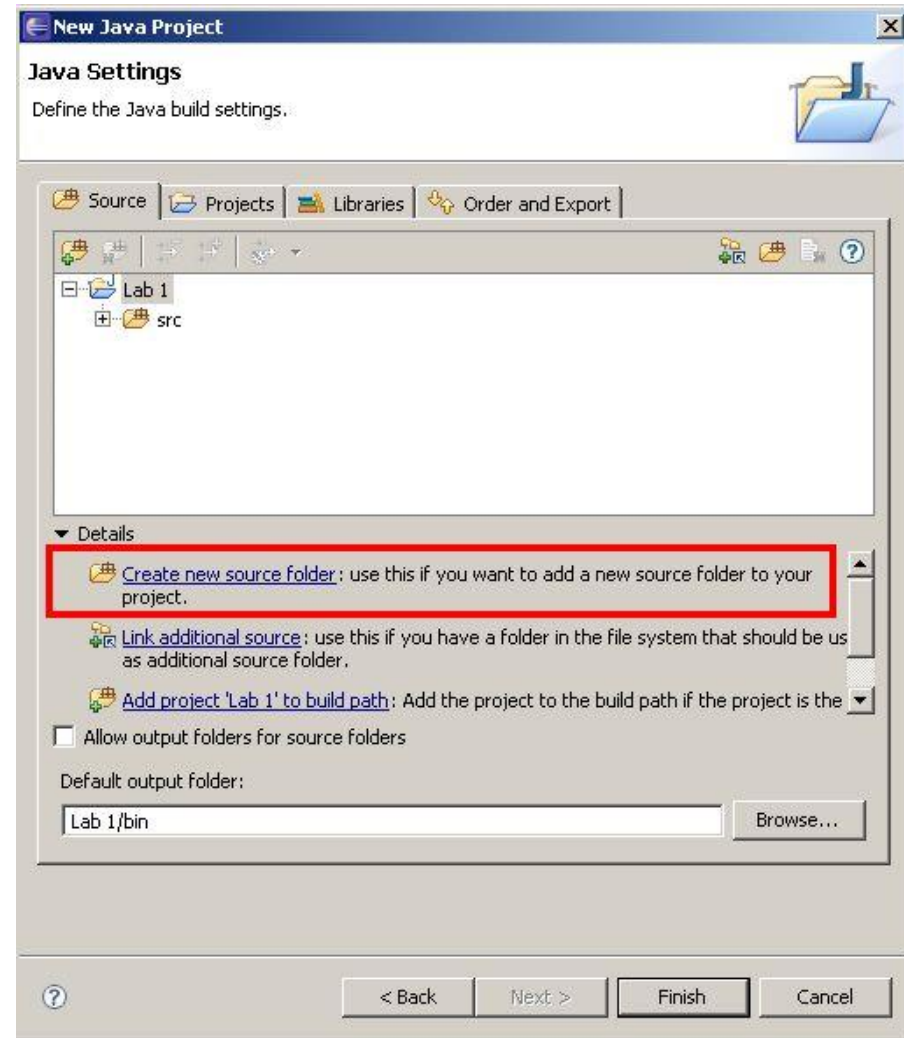 New Java Project
Java Settings
Define the Java build settings.
Source Projects Libraries Order and Export
Lab 1
src
Details
Create new source folder: use this if you want to add a new source folder to your
project.
Link additional source: use this if you have a folder in the file system that should be us
as additional source folder.
Add project 'Lab 1' to build path: Add the project to the build path if the project is the
Allow output folders for source folders
Default output folder:
Lab 1/bin
Browse...
< Back Next > Finish Cancel